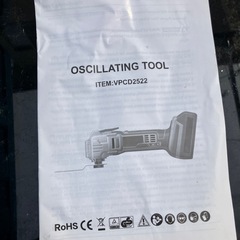 OSCILLATING TOOL
ITEM:VPCD2522
RoHS CE